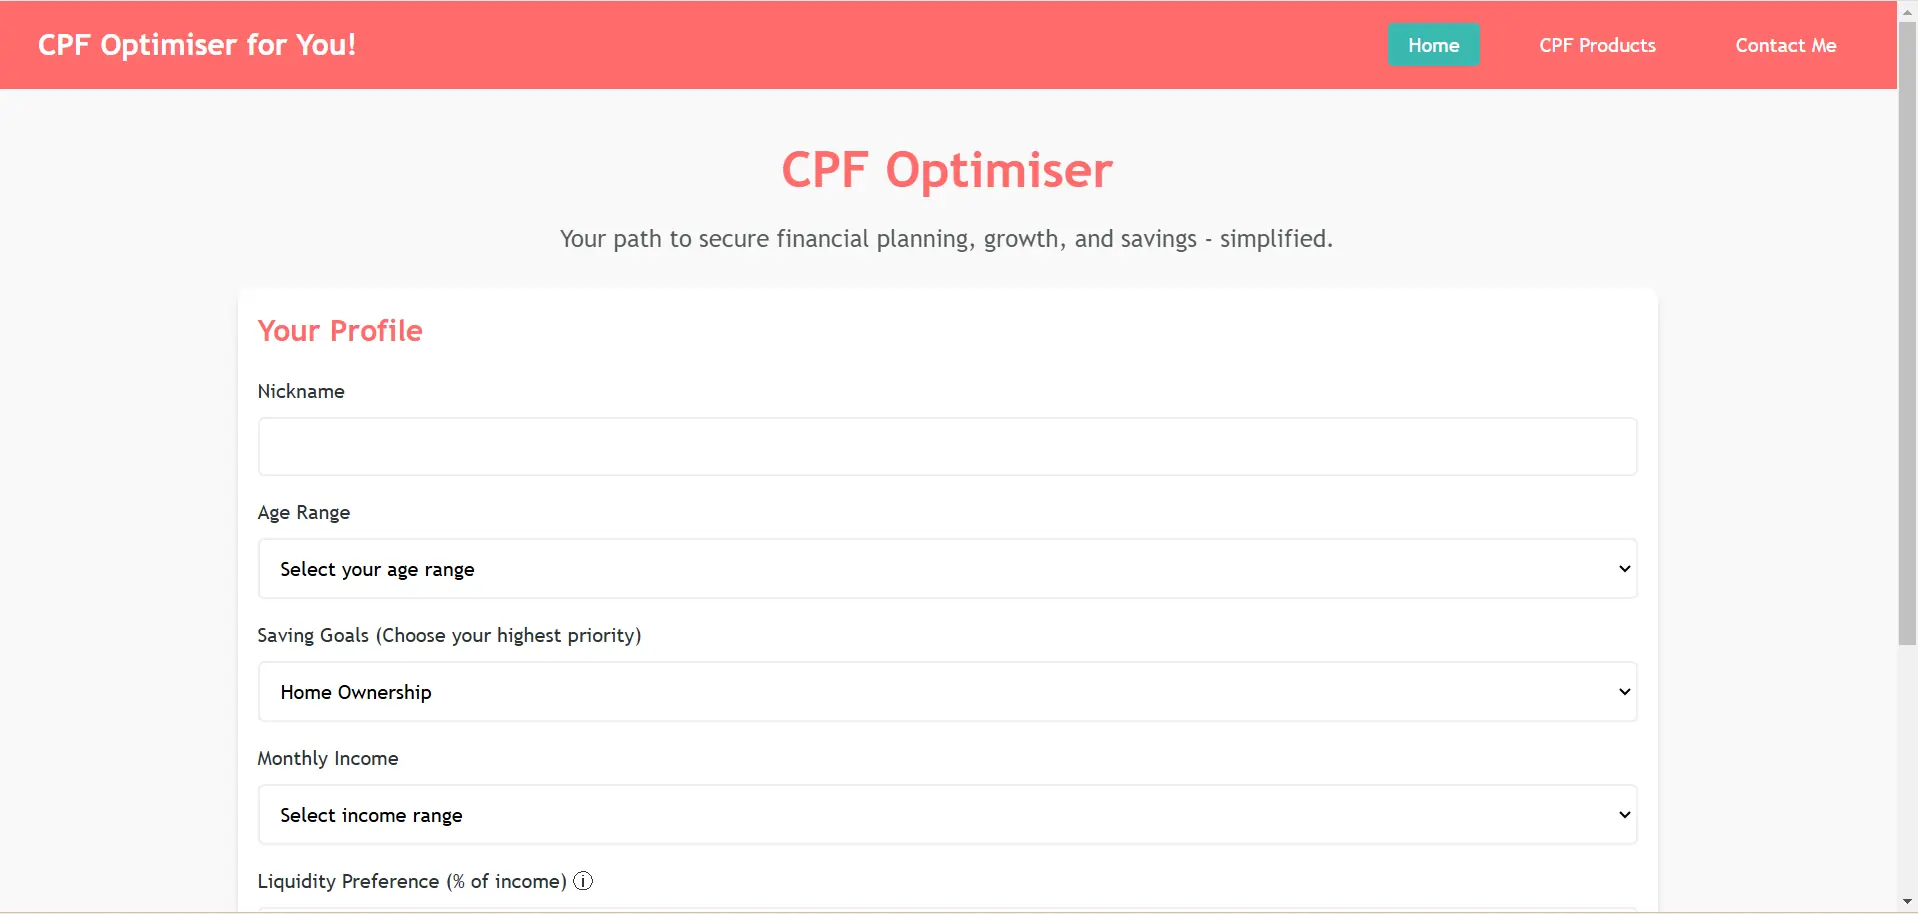 CPF Optimiser for You!
Home
CPF Products
Contact Me
CPF Optimiser
Your path to secure financial planning, growth, and savings - simplified.
Your Profile
Nickname
Age Range
Select your age range
Saving Goals (Choose your highest priority)
Home Ownership
Monthly Income
Select income range
Liquidity Preference (% of income) ⓘ